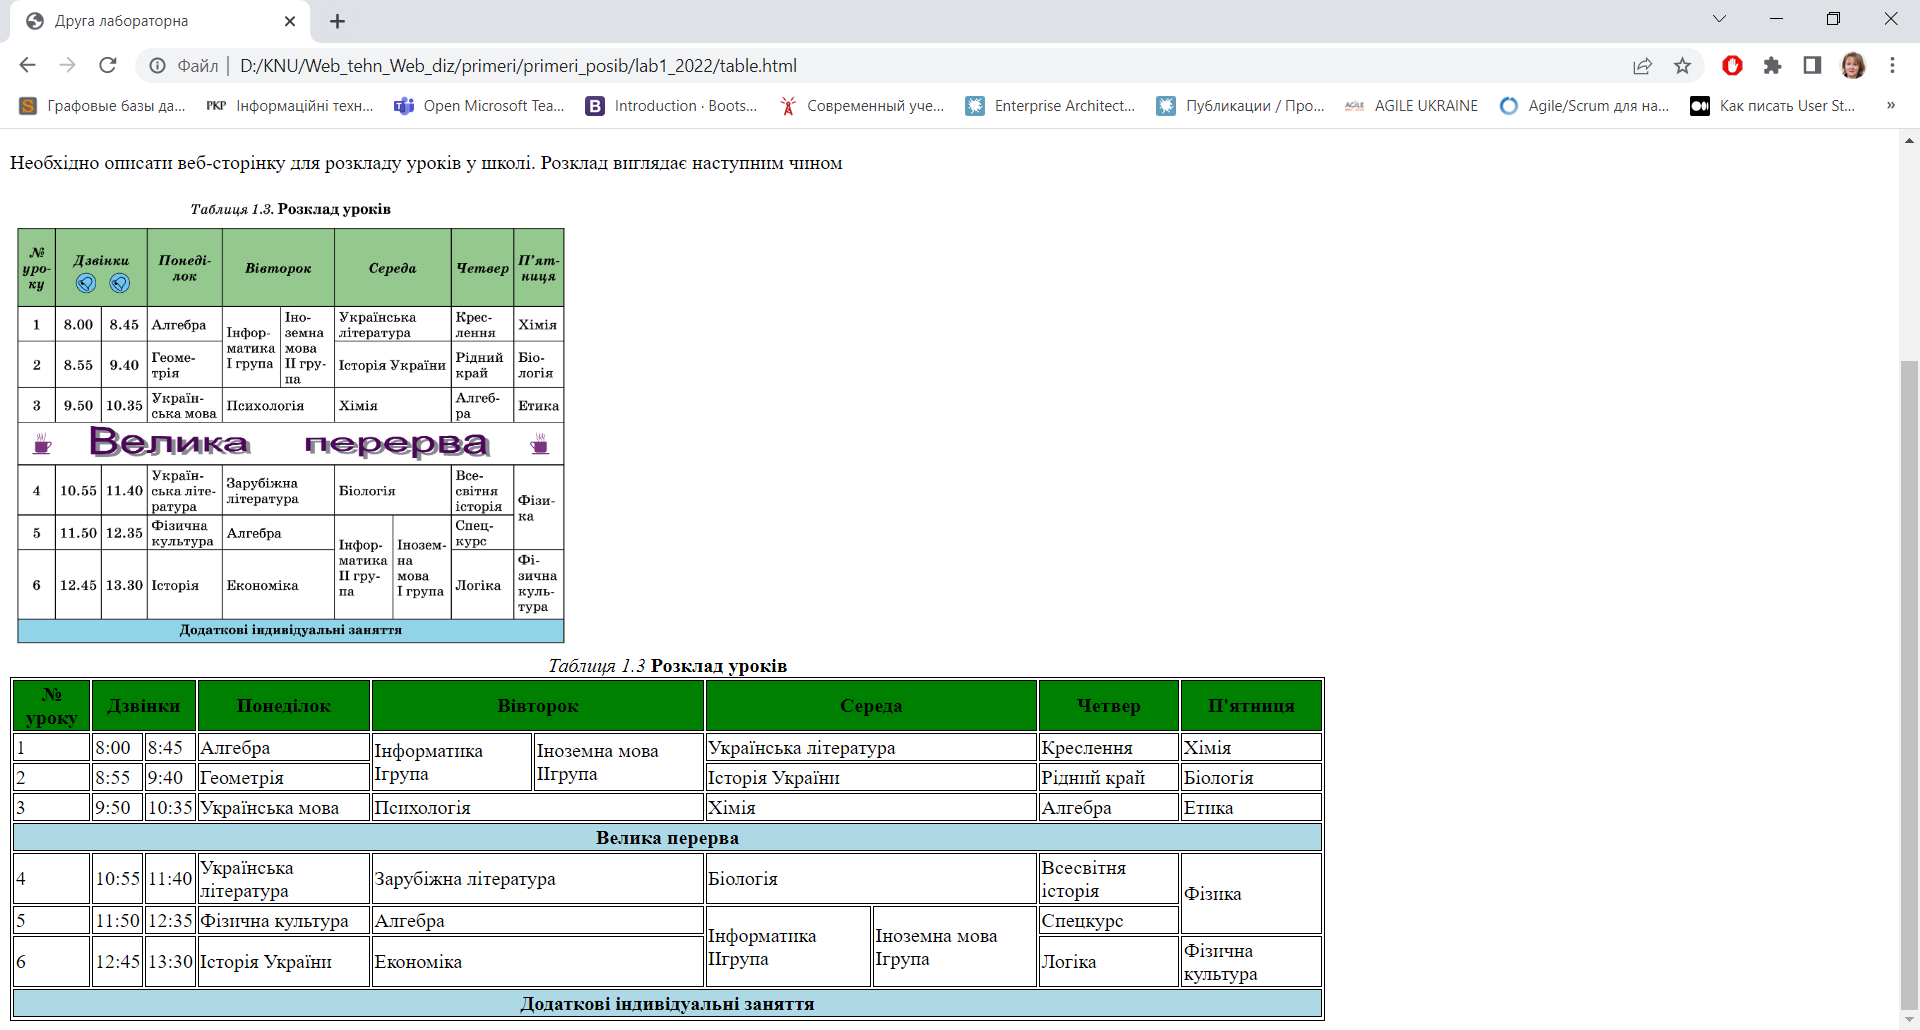 Друга лабораторна
Файл | D:/KNU/Web_tehn_Web_diz/primeri/primeri_posib/lab1_2022/table.html
Графовые базы да... РКР Інформаційні техн... Open Microsoft Tea... B Introduction · Boots... Современный уче... Enterprise Architect... Публикации / Про... AGILE AGILE UKRAINE Agile/Scrum для на... Как писать User St... »
Необхідно описати веб-сторінку для розкладу уроків у школі. Розклад виглядає наступним чином
Таблиця 1.3. Розклад уроків
№ уро-ку Дзвінки Понеді-лок Вівторок Середа Четвер П’ят-ниця
1 8.00 8.45 Алгебра Інфор-матика І група Іно-земна мова ІІ гру-па Українська література Крес-лення Хімія
2 8.55 9.40 Геоме-трія Історія України Рідний край Біо-логія
3 9.50 10.35 Україн-ська мова Психологія Хімія Алгеб-ра Етика
Велика перерва
4 10.55 11.40 Україн-ська літе-ратура Зарубіжна література Біологія Все-світня історія Фізи-ка
5 11.50 12.35 Фізична культура Алгебра Інфор-матика ІІ гру-па Інозем-на мова І група Спец-курс
6 12.45 13.30 Історія Економіка Логіка Фі-зична куль-тура
Додаткові індивідуальні заняття
Таблиця 1.3 Розклад уроків
№ уроку Дзвінки Понеділок Вівторок Середа Четвер П'ятниця
1 8:00 8:45 Алгебра Інформатика Ігрупа Іноземна мова ІІгрупа Українська література Креслення Хімія
2 8:55 9:40 Геометрія Історія України Рідний край Біологія
3 9:50 10:35 Українська мова Психологія Хімія Алгебра Етика
Велика перерва
4 10:55 11:40 Українська література Зарубіжна література Біологія Всесвітня історія Фізика
5 11:50 12:35 Фізична культура Алгебра Інформатика ІІгрупа Іноземна мова Ігрупа Спецкурс
6 12:45 13:30 Історія України Економіка Логіка Фізична культура
Додаткові індивідуальні заняття